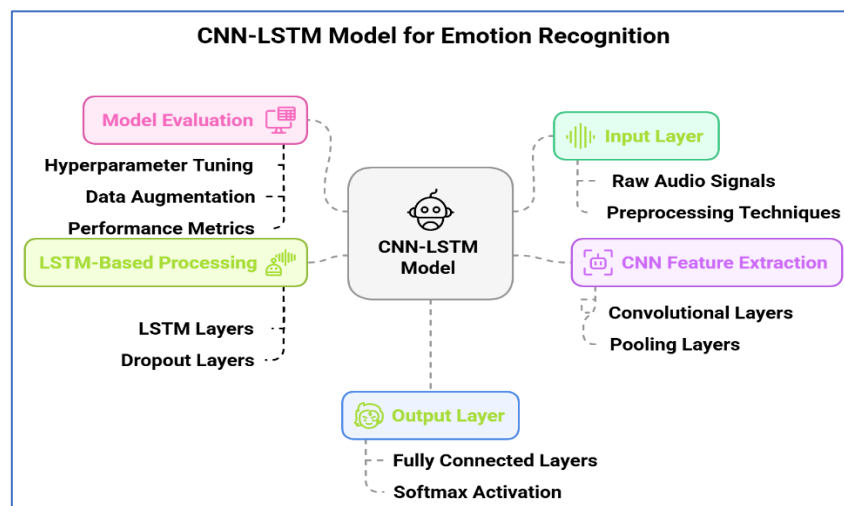 CNN-LSTM Model for Emotion Recognition
Model Evaluation
Hyperparameter Tuning
Data Augmentation
Performance Metrics
LSTM-Based Processing
LSTM Layers
Dropout Layers
CNN-LSTM
Model
Input Layer
Raw Audio Signals
Preprocessing Techniques
CNN Feature Extraction
Convolutional Layers
Pooling Layers
Output Layer
Fully Connected Layers
Softmax Activation